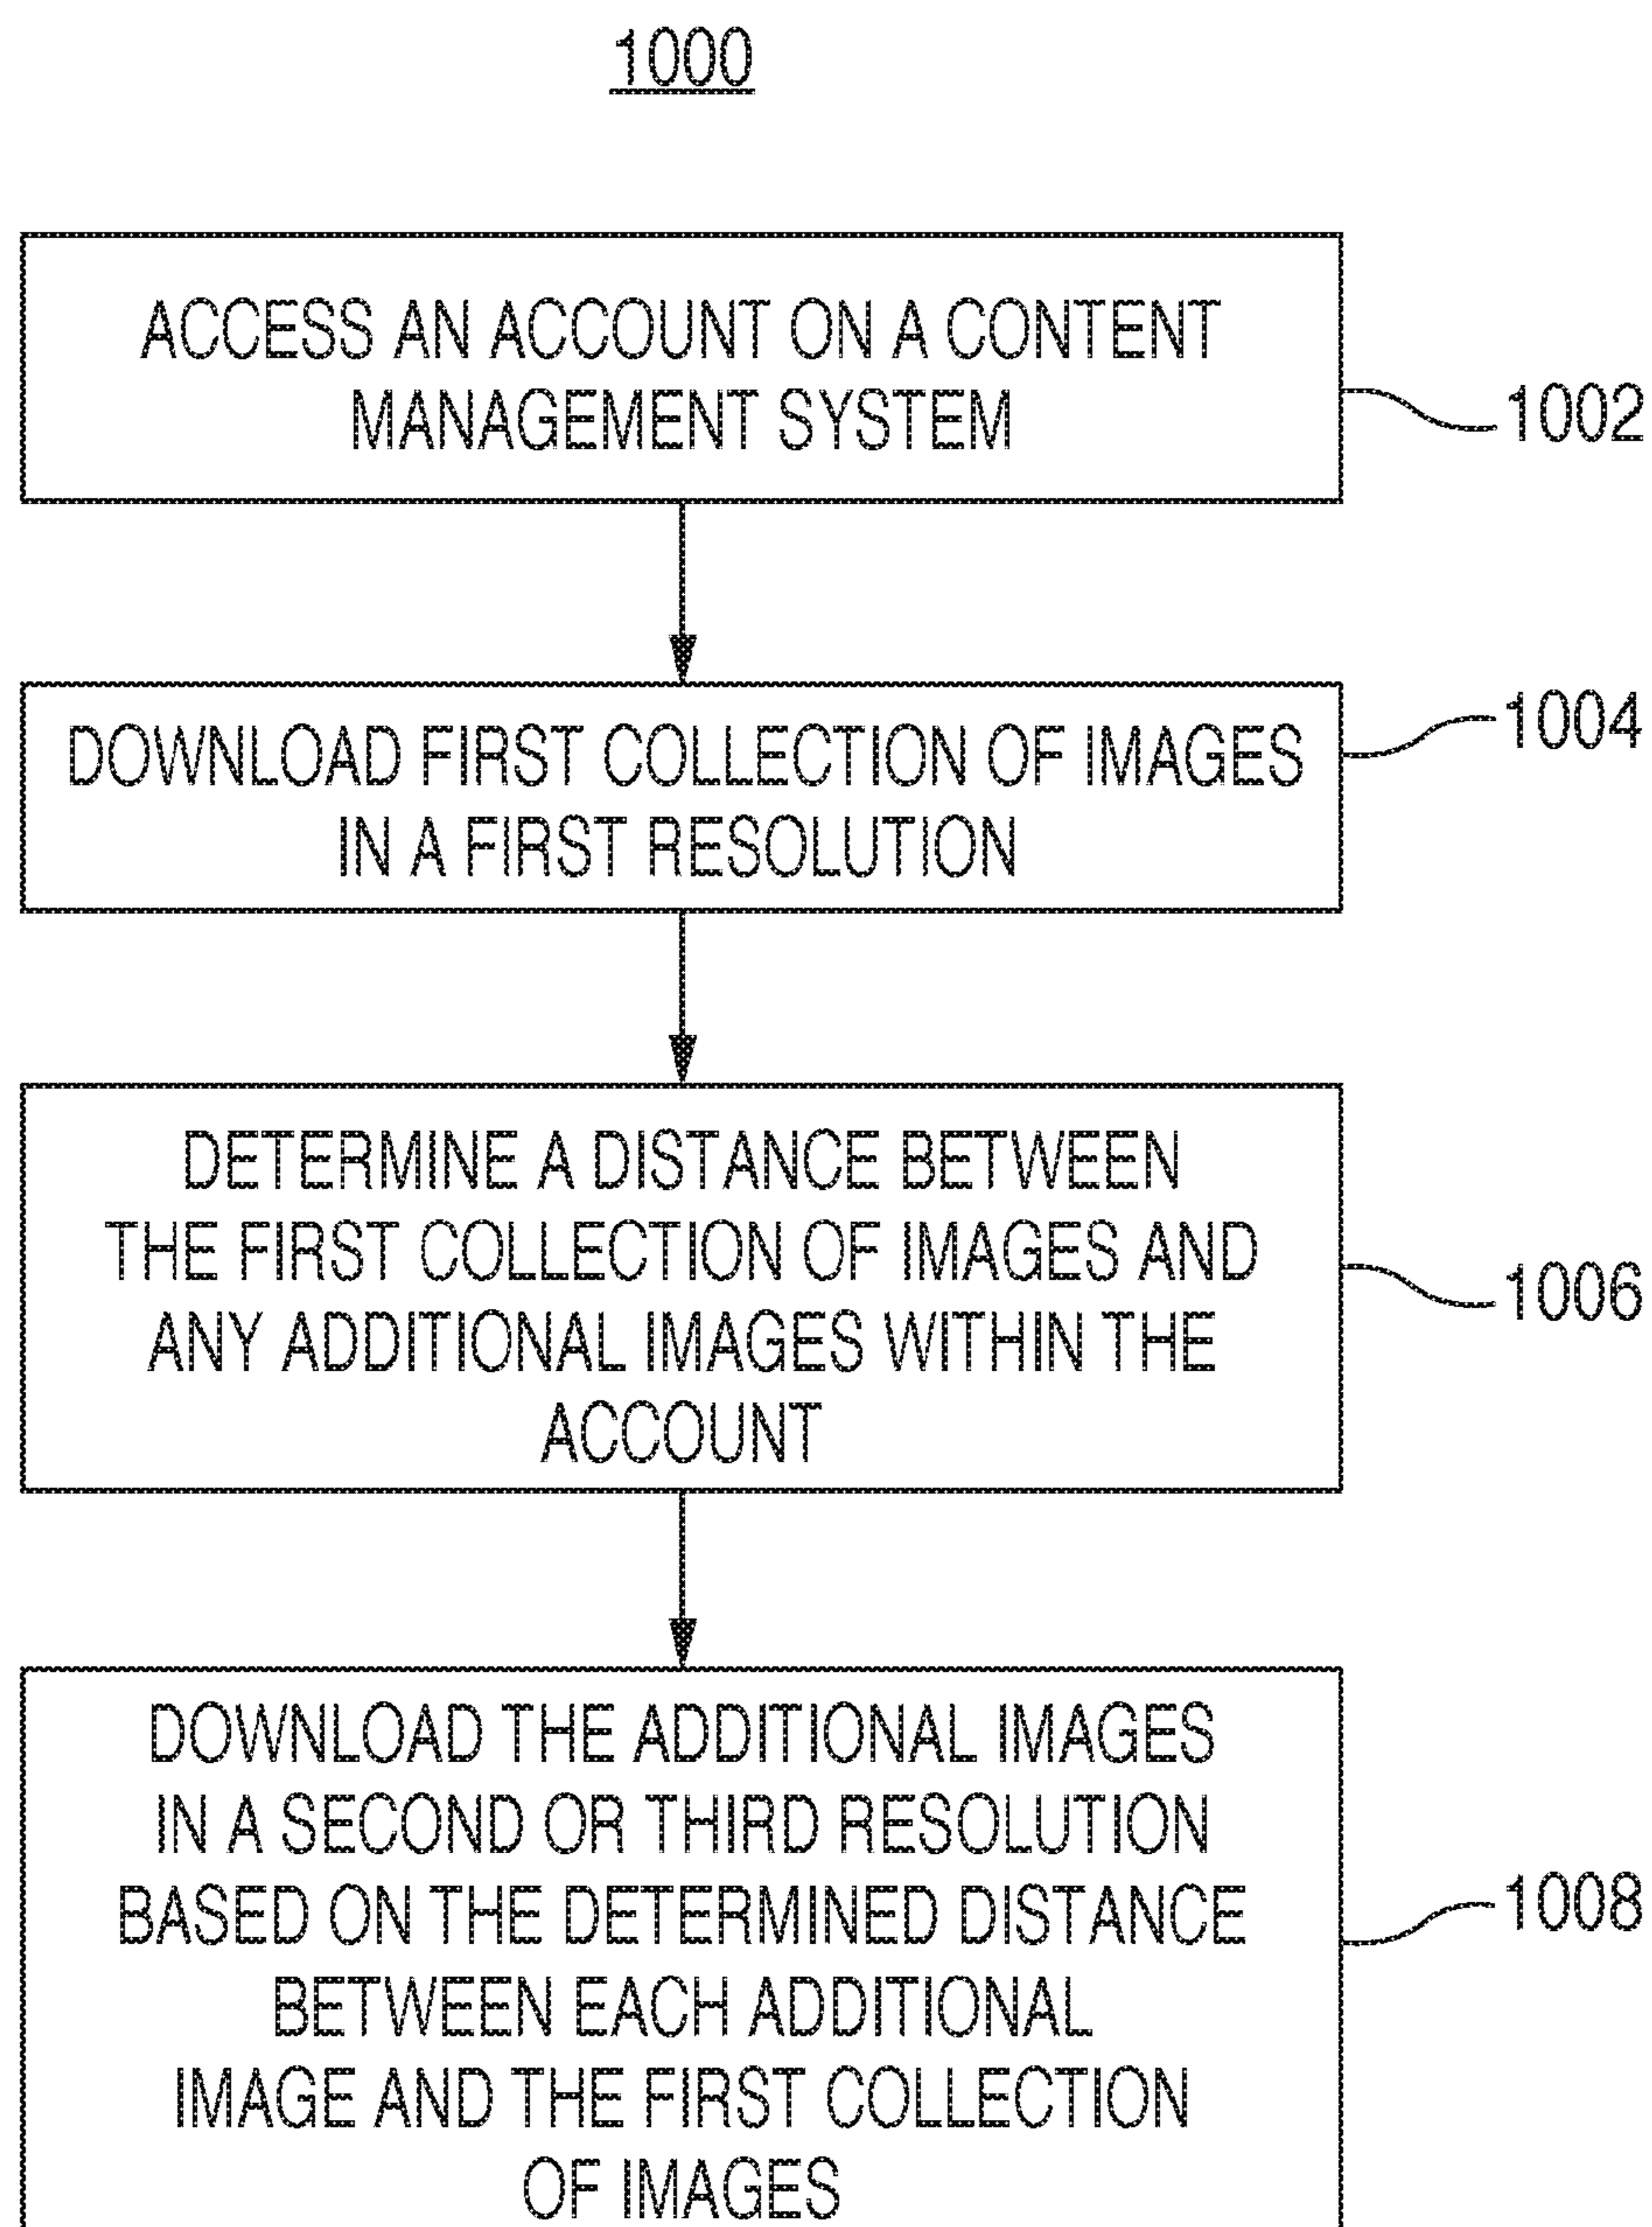 1000
ACCESS AN ACCOUNT ON A CONTENT
MANAGEMENT SYSTEM
1002
DOWNLOAD FIRST COLLECTION OF IMAGES
IN A FIRST RESOLUTION
1004
DETERMINE A DISTANCE BETWEEN
THE FIRST COLLECTION OF IMAGES AND
ANY ADDITIONAL IMAGES WITHIN THE
ACCOUNT
1006
DOWNLOAD THE ADDITIONAL IMAGES
IN A SECOND OR THIRD RESOLUTION
BASED ON THE DETERMINED DISTANCE
BETWEEN EACH ADDITIONAL
IMAGE AND THE FIRST COLLECTION
OF IMAGES
1008